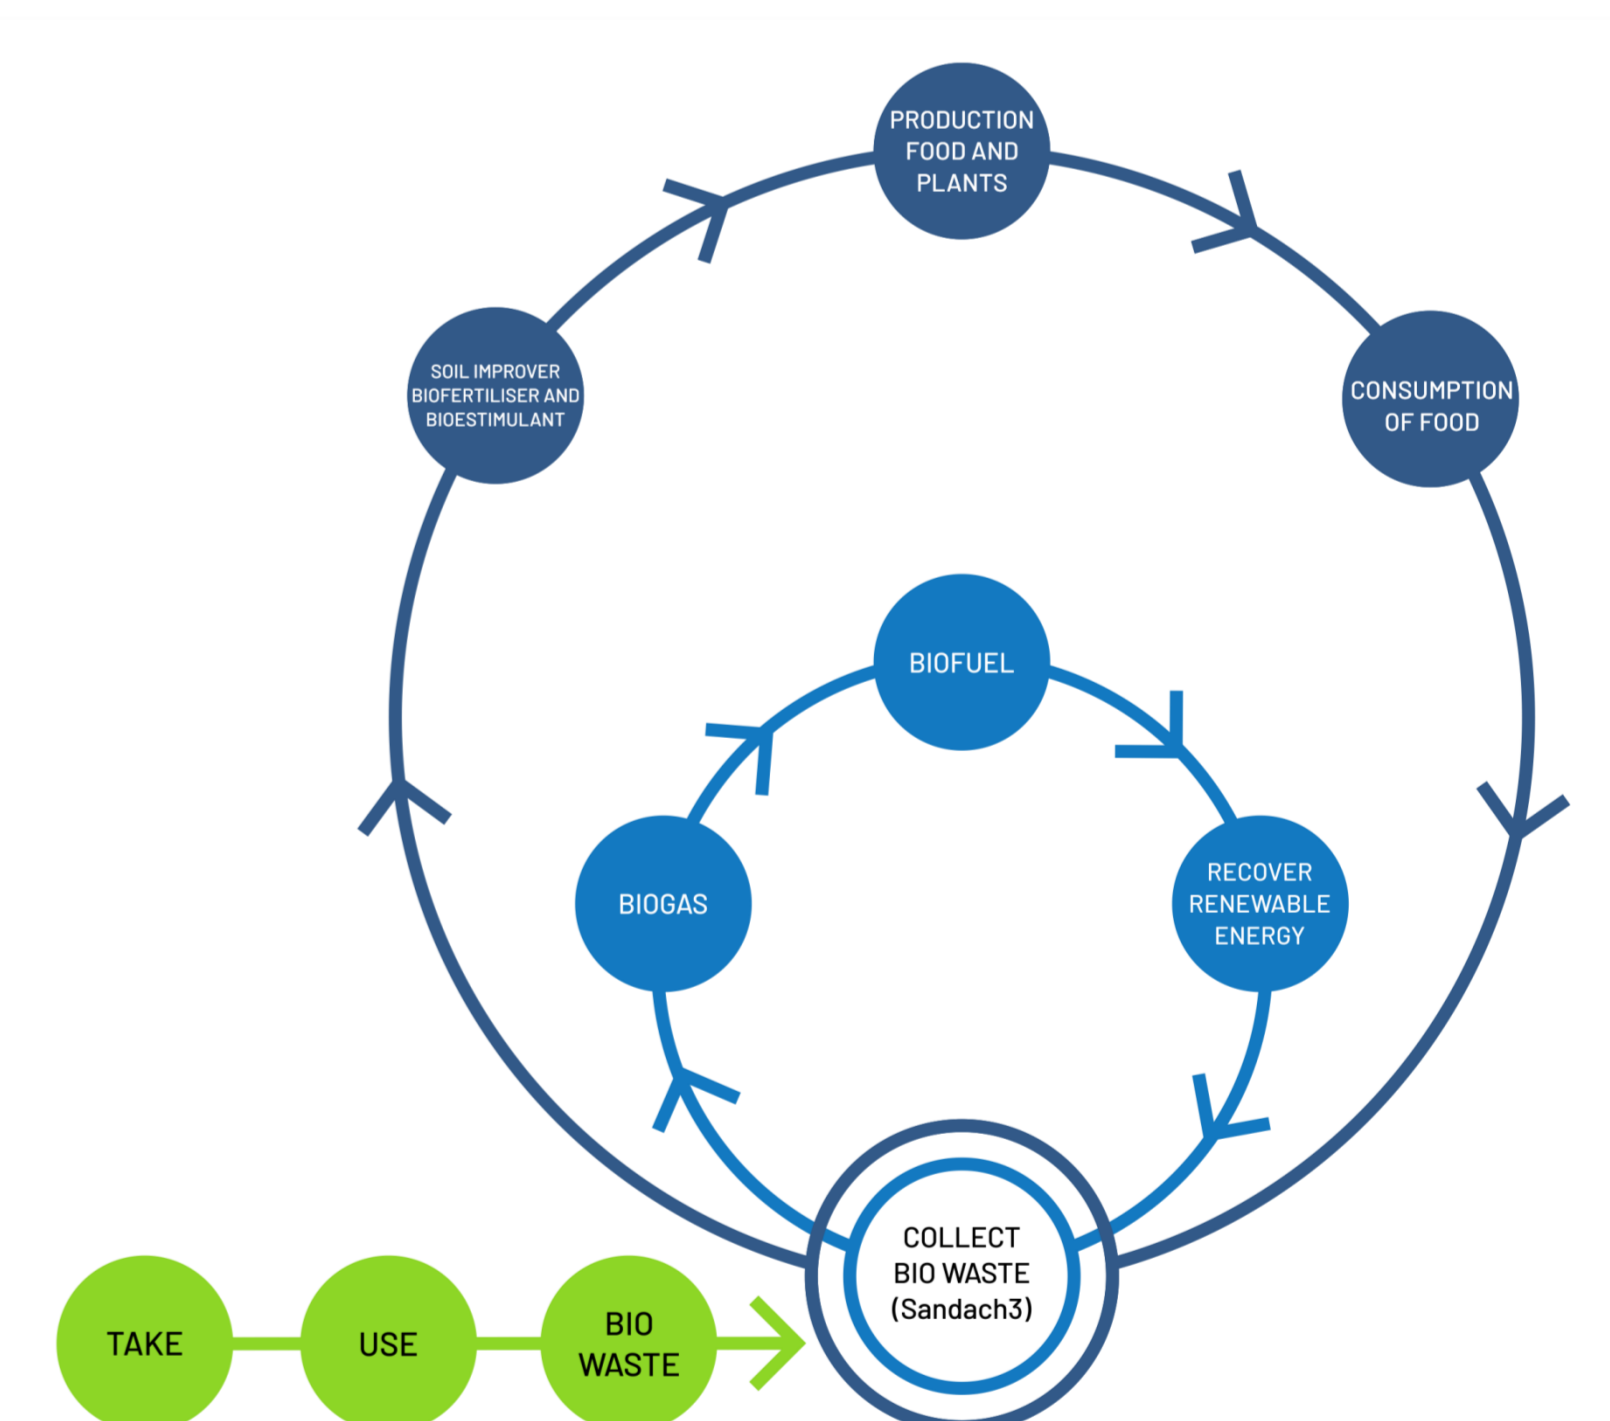 PRODUCTION
FOOD AND
PLANTS
SOIL IMPROVER
BIOFERTILISER AND
BIOESTIMULANT
CONSUMPTION
OF FOOD
BIOFUEL
BIOGAS
RECOVER
RENEWABLE
ENERGY
COLLECT
BIO WASTE
(Sandach3)
TAKE
USE
BIO
WASTE